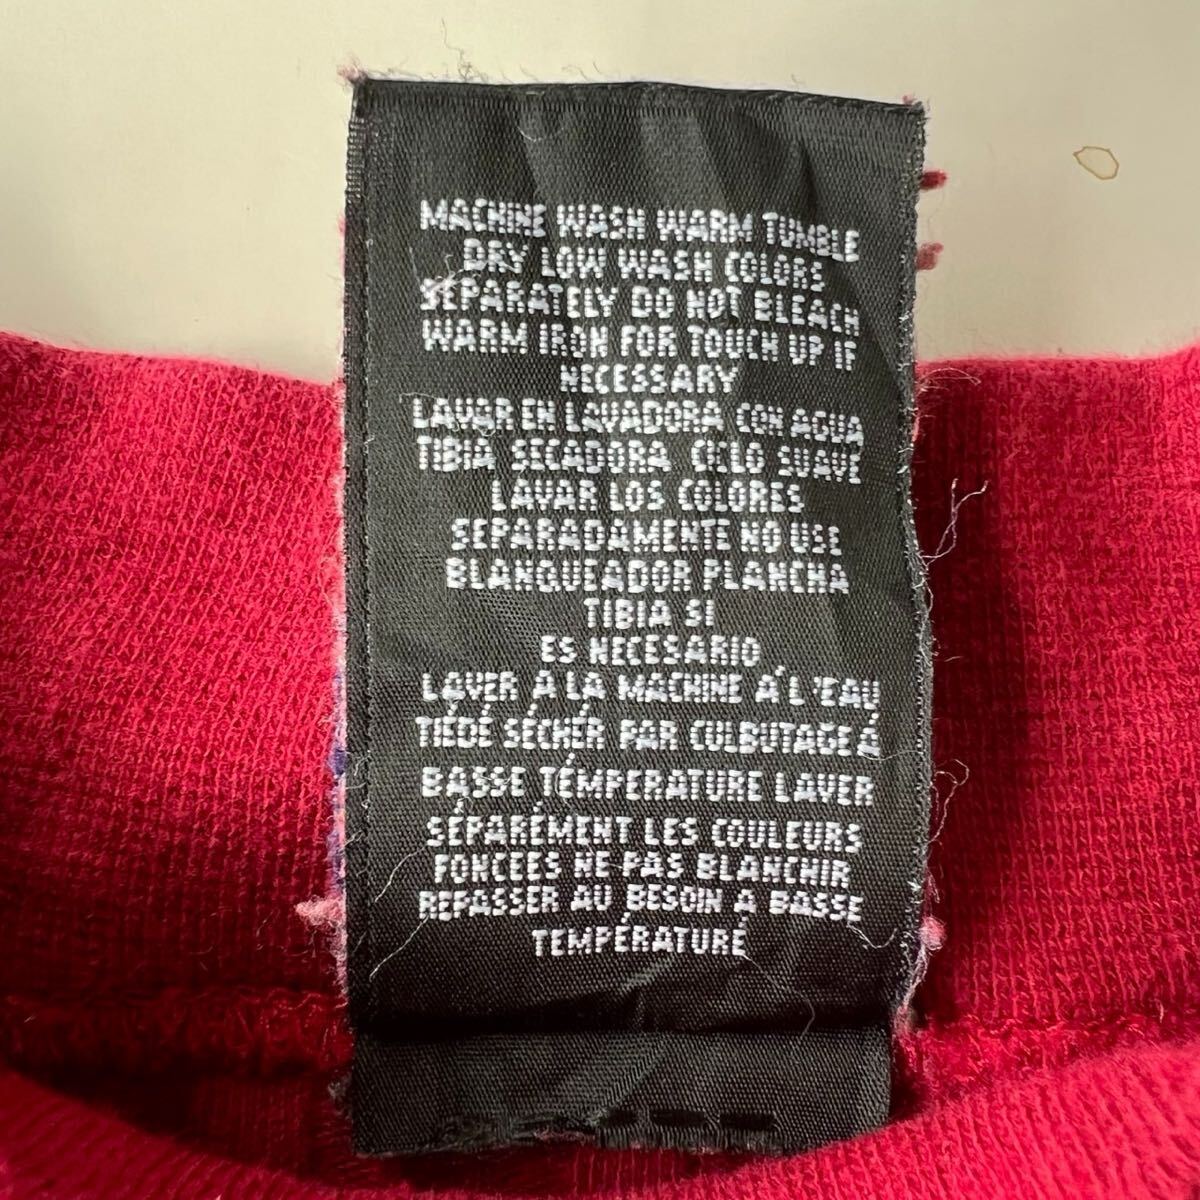 MACHINE WASH WARM TUMBLE
DRY LOW WASH COLORS
SEPARATELY DO NOT BLEACH
WARM IRON FOR TOUCH UP IF
NECESSARY
LAVAR EN LAVADORA CON AGUA
TIBIA SECADORA CICLO SUAVE
LAVAR LOS COLORES
SEPARADAMENTE NO USE
BLANQUEADOR PLANCHA
TIBIA SI
ES NECESARIO
LAVER À LA MACHINE À L'EAU
TIÉDE SÉCHER PAR CULBUTAGE Á
BASSE TÉMPERATURE LAVER
SÉPARÉMENT LES COULEURS
FONCÉES NE PAS BLANCHIR
REPASSER AU BESOIN À BASSE
TEMPÉRATURE